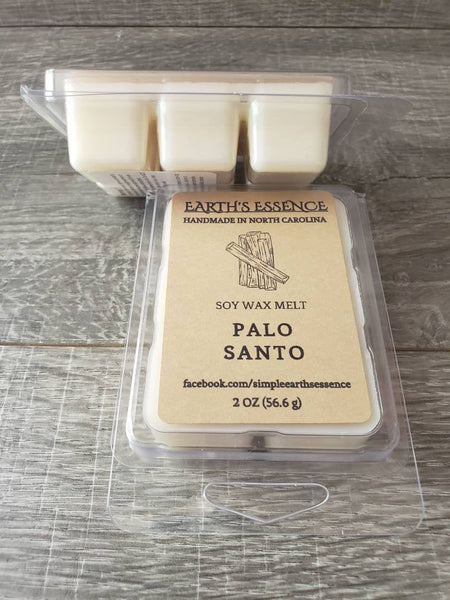 EARTH'S ESSENCE
HANDMADE IN NORTH CAROLINA
SOY WAX MELT
PALO
SANTO
facebook.com/simpleearthsessence
2 OZ (56.6 g)